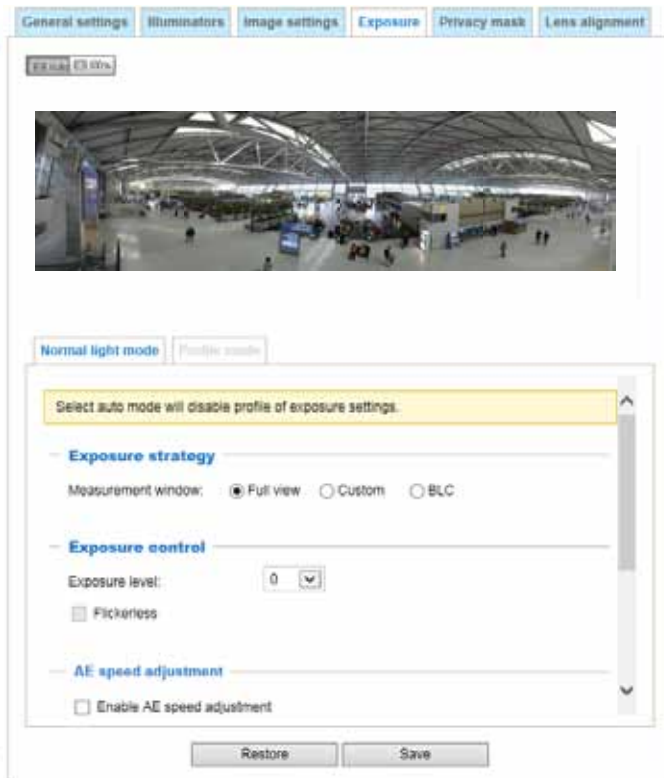 General settings Illuminators Image settings Exposure Privacy mask Lens alignment
Normal light mode Profile mode
Select auto mode will disable profile of exposure settings.
Exposure strategy
Measurement window: Full view Custom BLC
Exposure control
Exposure level: 0
Flickerless
AE speed adjustment
Enable AE speed adjustment
Restore Save